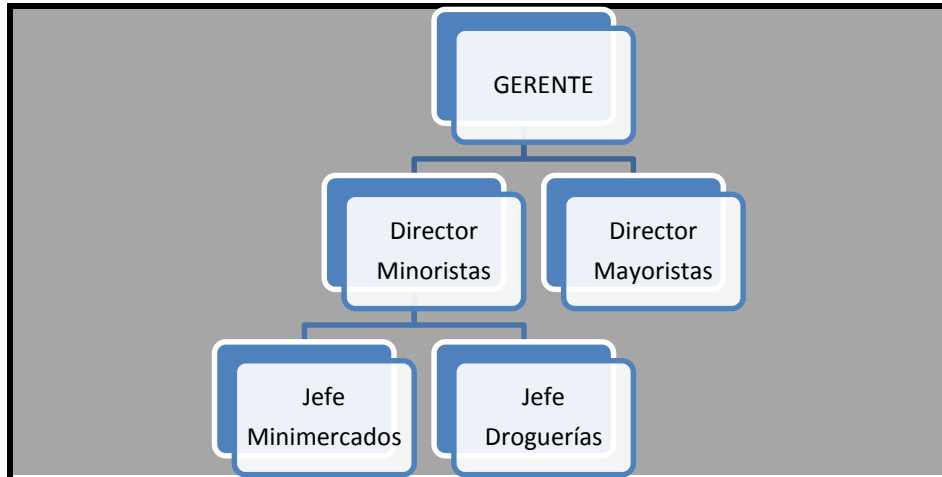 GERENTE
Director
Minoristas
Director
Mayoristas
Jefe
Minimercados
Jefe
Droguerías